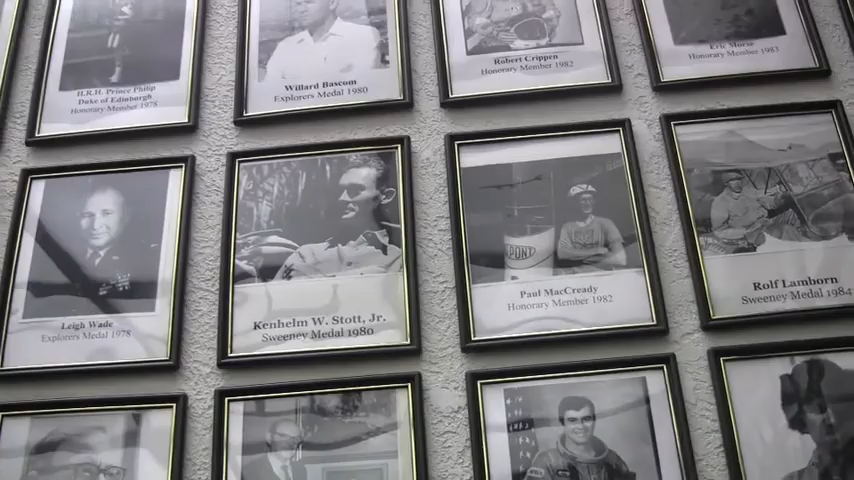 H.R.H. Prince Philip
Duke of Edinburgh
Honorary Member 1978
Willard Bascom
Explorers Medal 1980
Robert Crippen
Honorary Member 1982
Eric Morse
Honorary Member 1983
Leigh Wade
Explorers Medal 1978
Kenhelm W. Stott, Jr.
Sweeney Medal 1980
DUPONT
Paul MacCready
Honorary Member 1982
Rolf Lamborn
Sweeney Medal 1984